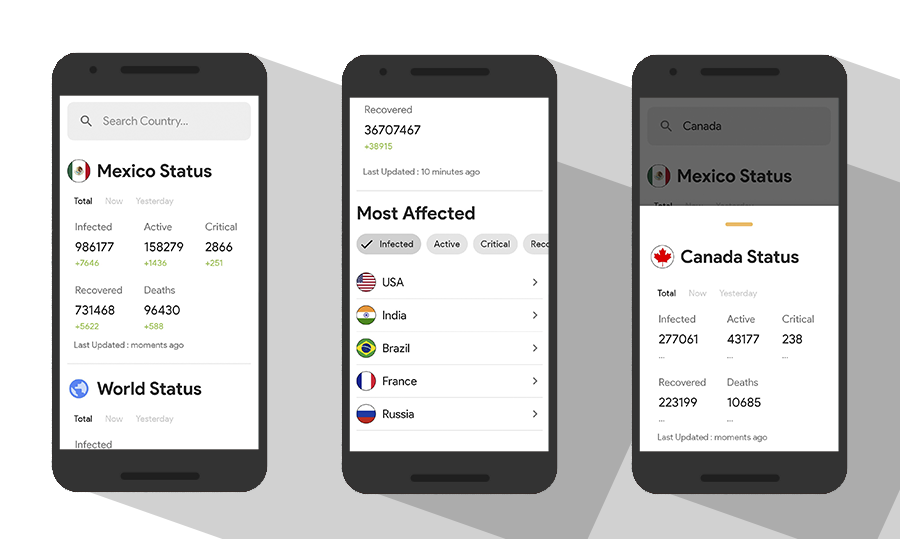 Search Country...
Mexico Status
Total Now Yesterday
Infected Active Critical
986177 158279 2866
+7646 +1436 +251
Recovered Deaths
731468 96430
+5622 +588
Last Updated : moments ago
World Status
Total Now Yesterday
Infected
Recovered
36707467
+38915
Last Updated : 10 minutes ago
Most Affected
Infected Active Critical Reco
USA
India
Brazil
France
Russia
Canada
Mexico Status
Total Now Yesterday
Canada Status
Total Now Yesterday
Infected Active Critical
277061 43177 238
... ... ...
Recovered Deaths
223199 10685
... ...
Last Updated : moments ago